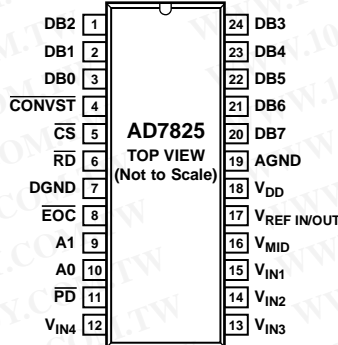 DB2 1 24 DB3
DB1 2 23 DB4
DB0 3 22 DB5
CONVST 4 21 DB6
CS 5 AD7825 20 DB7
RD 6 TOP VIEW 19 AGND
DGND 7 (Not to Scale) 18 VDD
EOC 8 17 VREF IN/OUT
A1 9 16 VMID
A0 10 15 VIN1
PD 11 14 VIN2
VIN4 12 13 VIN3